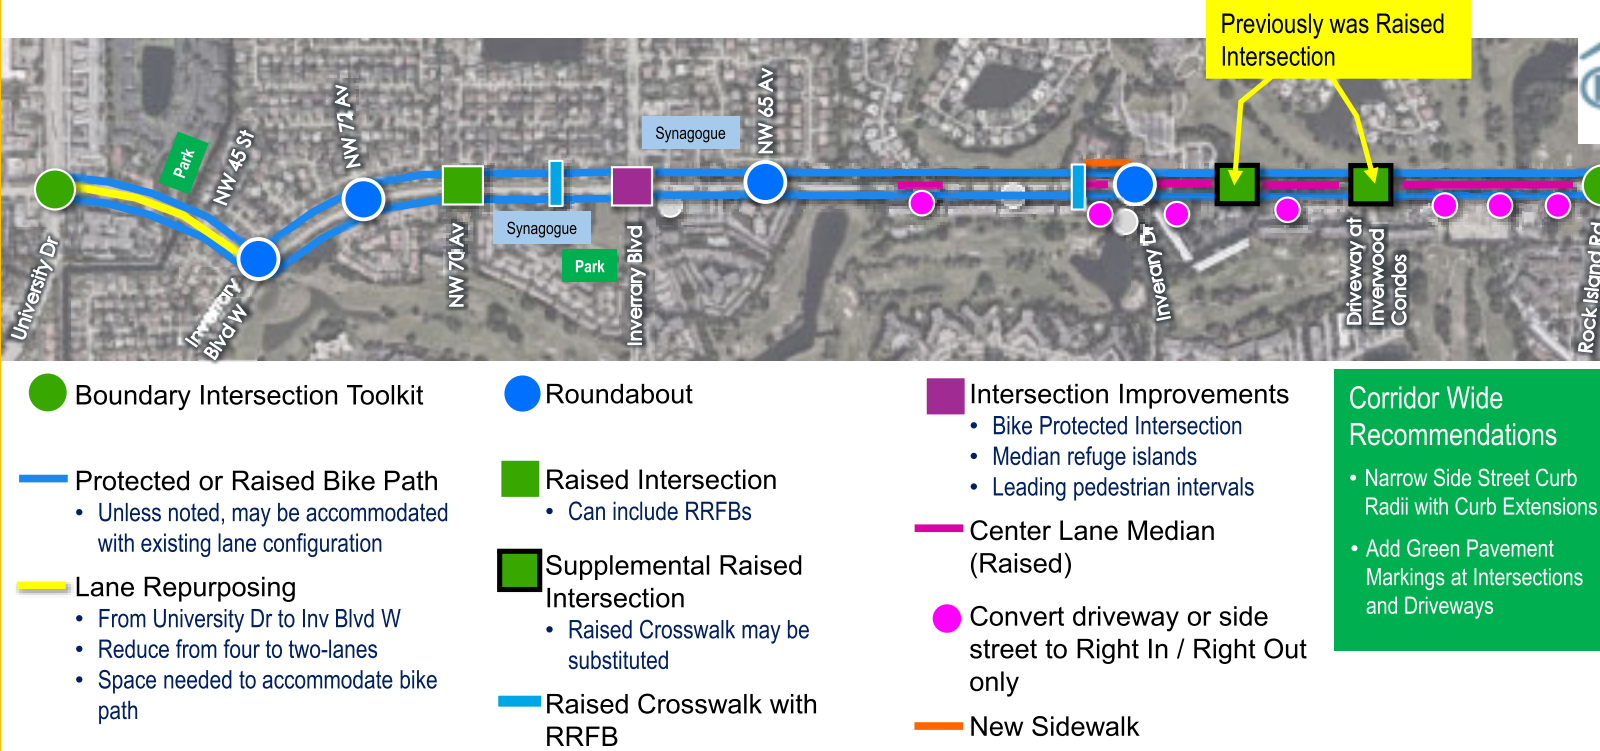 Previously was Raised
Intersection
Park
NW 45 St
NW 72 Av
Synagogue
NW 65 Av
University Dr
Inverrary
Blvd W
NW 70 Av
Synagogue
Park
Inverrary Blvd
Inverary Dr
Driveway at
Inverwood
Condos
Rock Island Rd
Boundary Intersection Toolkit
Protected or Raised Bike Path
• Unless noted, may be accommodated
with existing lane configuration
Lane Repurposing
• From University Dr to Inv Blvd W
• Reduce from four to two-lanes
• Space needed to accommodate bike
path
Roundabout
Raised Intersection
• Can include RRFBs
Supplemental Raised
Intersection
• Raised Crosswalk may be
substituted
Raised Crosswalk with
RRFB
Intersection Improvements
• Bike Protected Intersection
• Median refuge islands
• Leading pedestrian intervals
Center Lane Median
(Raised)
Convert driveway or side
street to Right In / Right Out
only
New Sidewalk
Corridor Wide
Recommendations
• Narrow Side Street Curb
Radii with Curb Extensions
• Add Green Pavement
Markings at Intersections
and Driveways